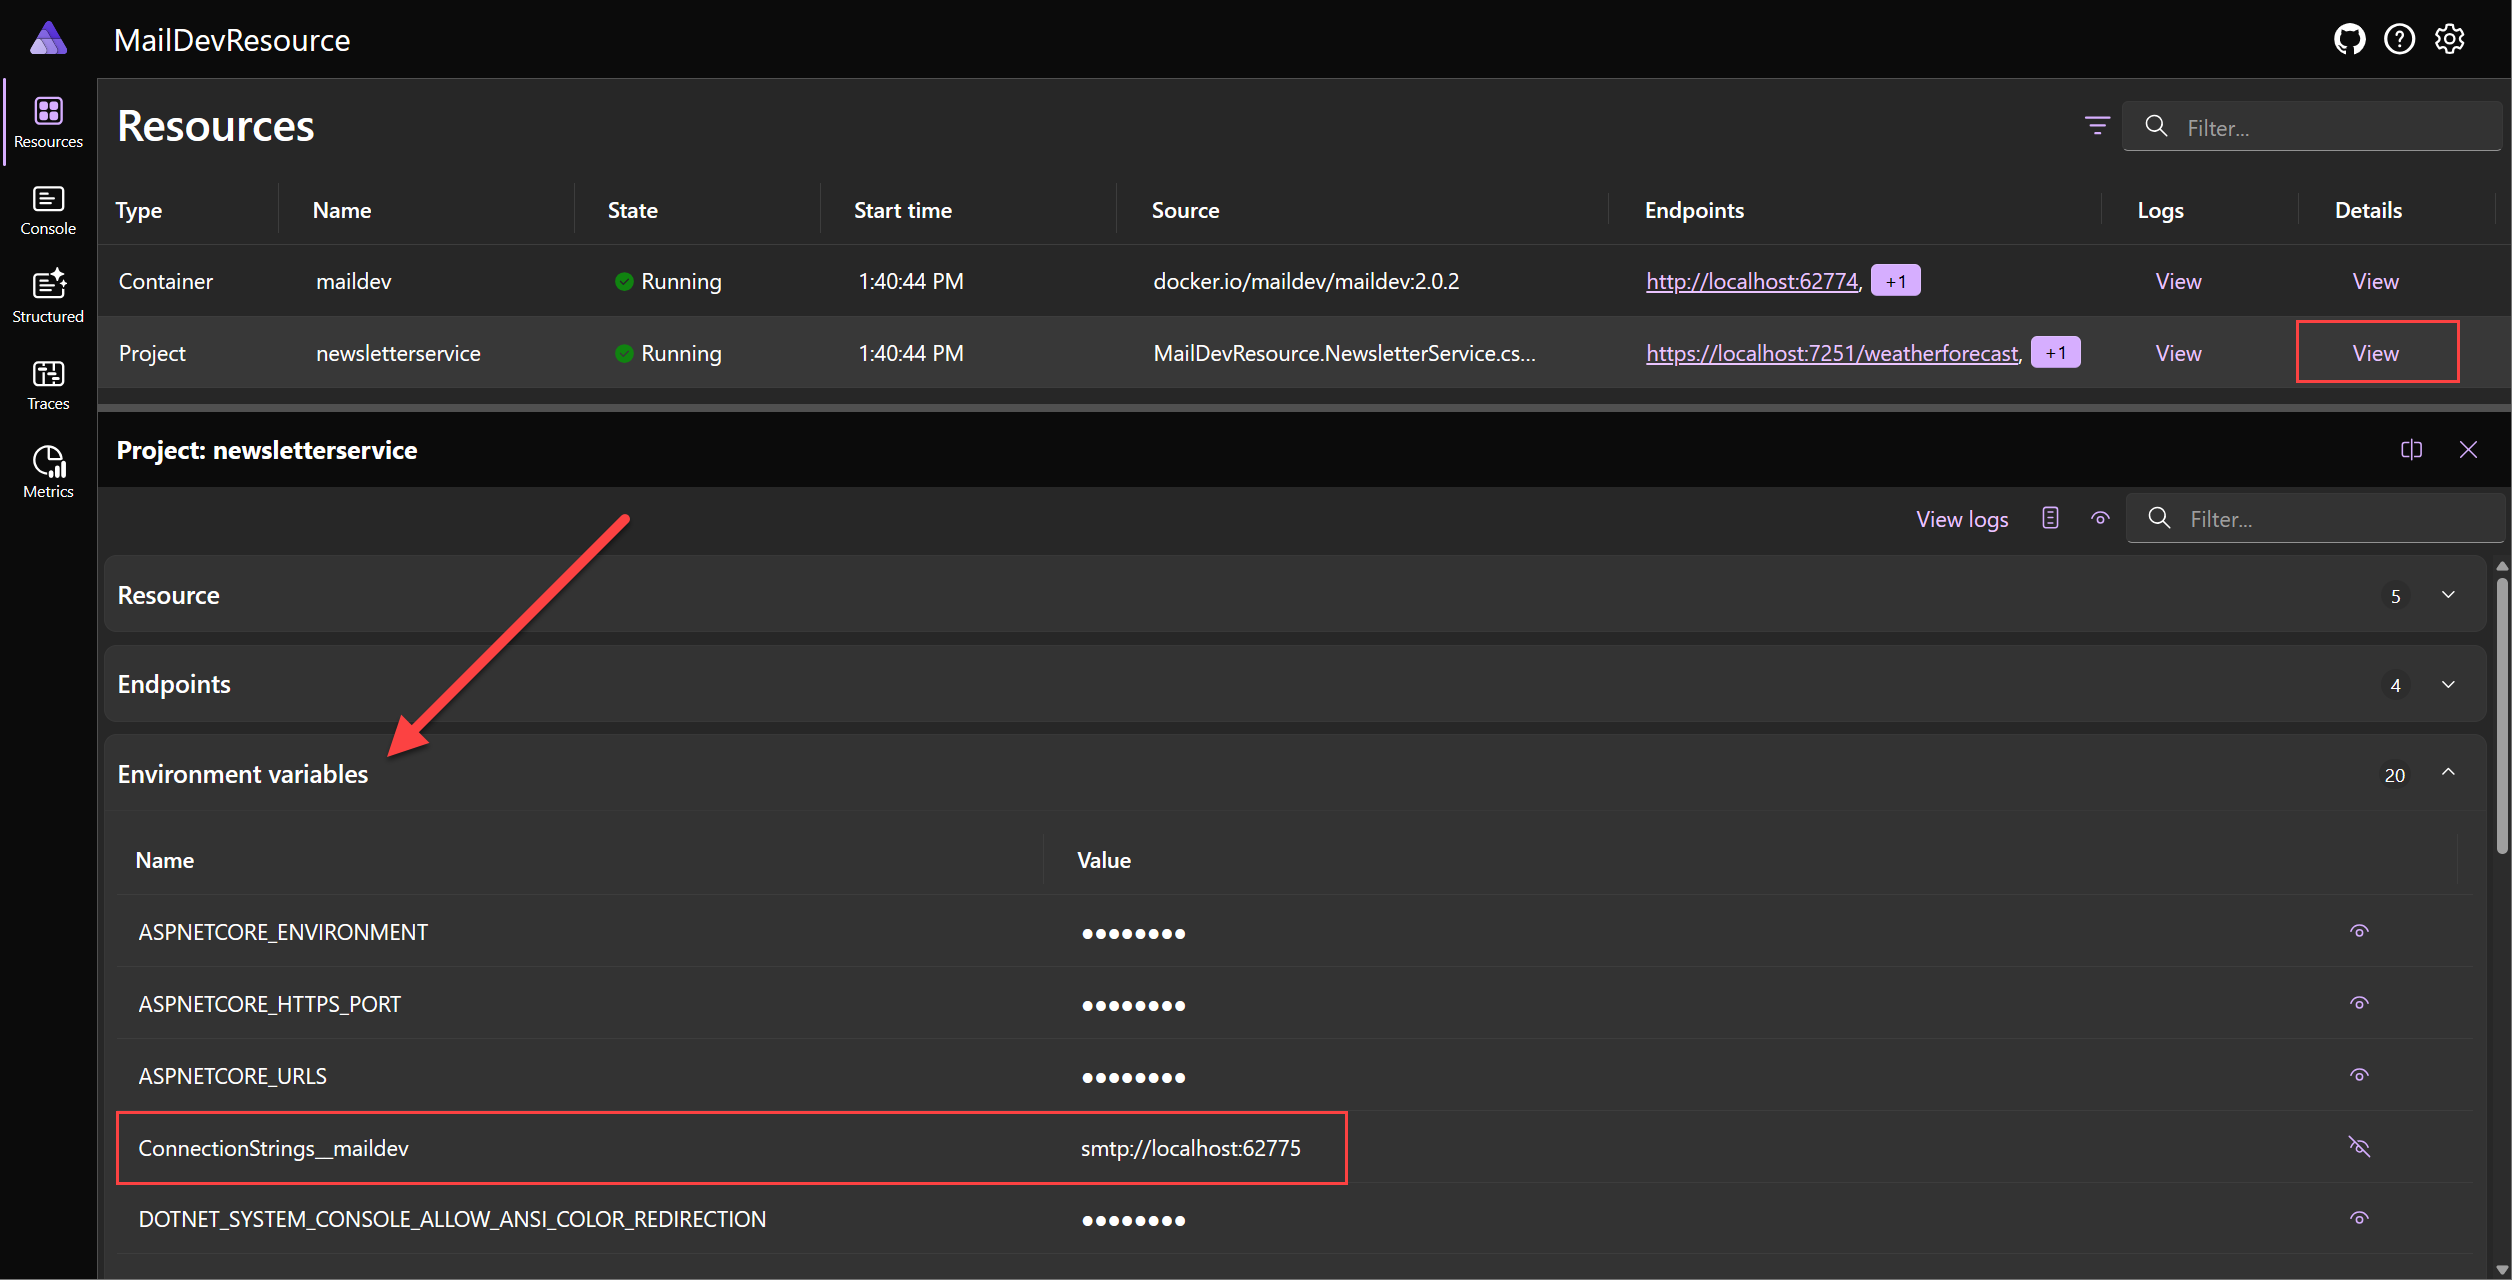 MailDevResource
Resources
Console
Structured
Traces
Metrics
Resources
Filter...
Type Name State Start time Source Endpoints Logs Details
Container maildev Running 1:40:44 PM docker.io/maildev/maildev:2.0.2 http://localhost:62774, +1 View View
Project newsletterservice Running 1:40:44 PM MailDevResource.NewsletterService.cs... https://localhost:7251/weatherforecast, +1 View View
Project: newsletterservice
View logs Filter...
Resource 5
Endpoints 4
Environment variables 20
Name Value
ASPNETCORE_ENVIRONMENT ●●●●●●●●
ASPNETCORE_HTTPS_PORT ●●●●●●●●
ASPNETCORE_URLS ●●●●●●●●
ConnectionStrings__maildev smtp://localhost:62775
DOTNET_SYSTEM_CONSOLE_ALLOW_ANSI_COLOR_REDIRECTION ●●●●●●●●